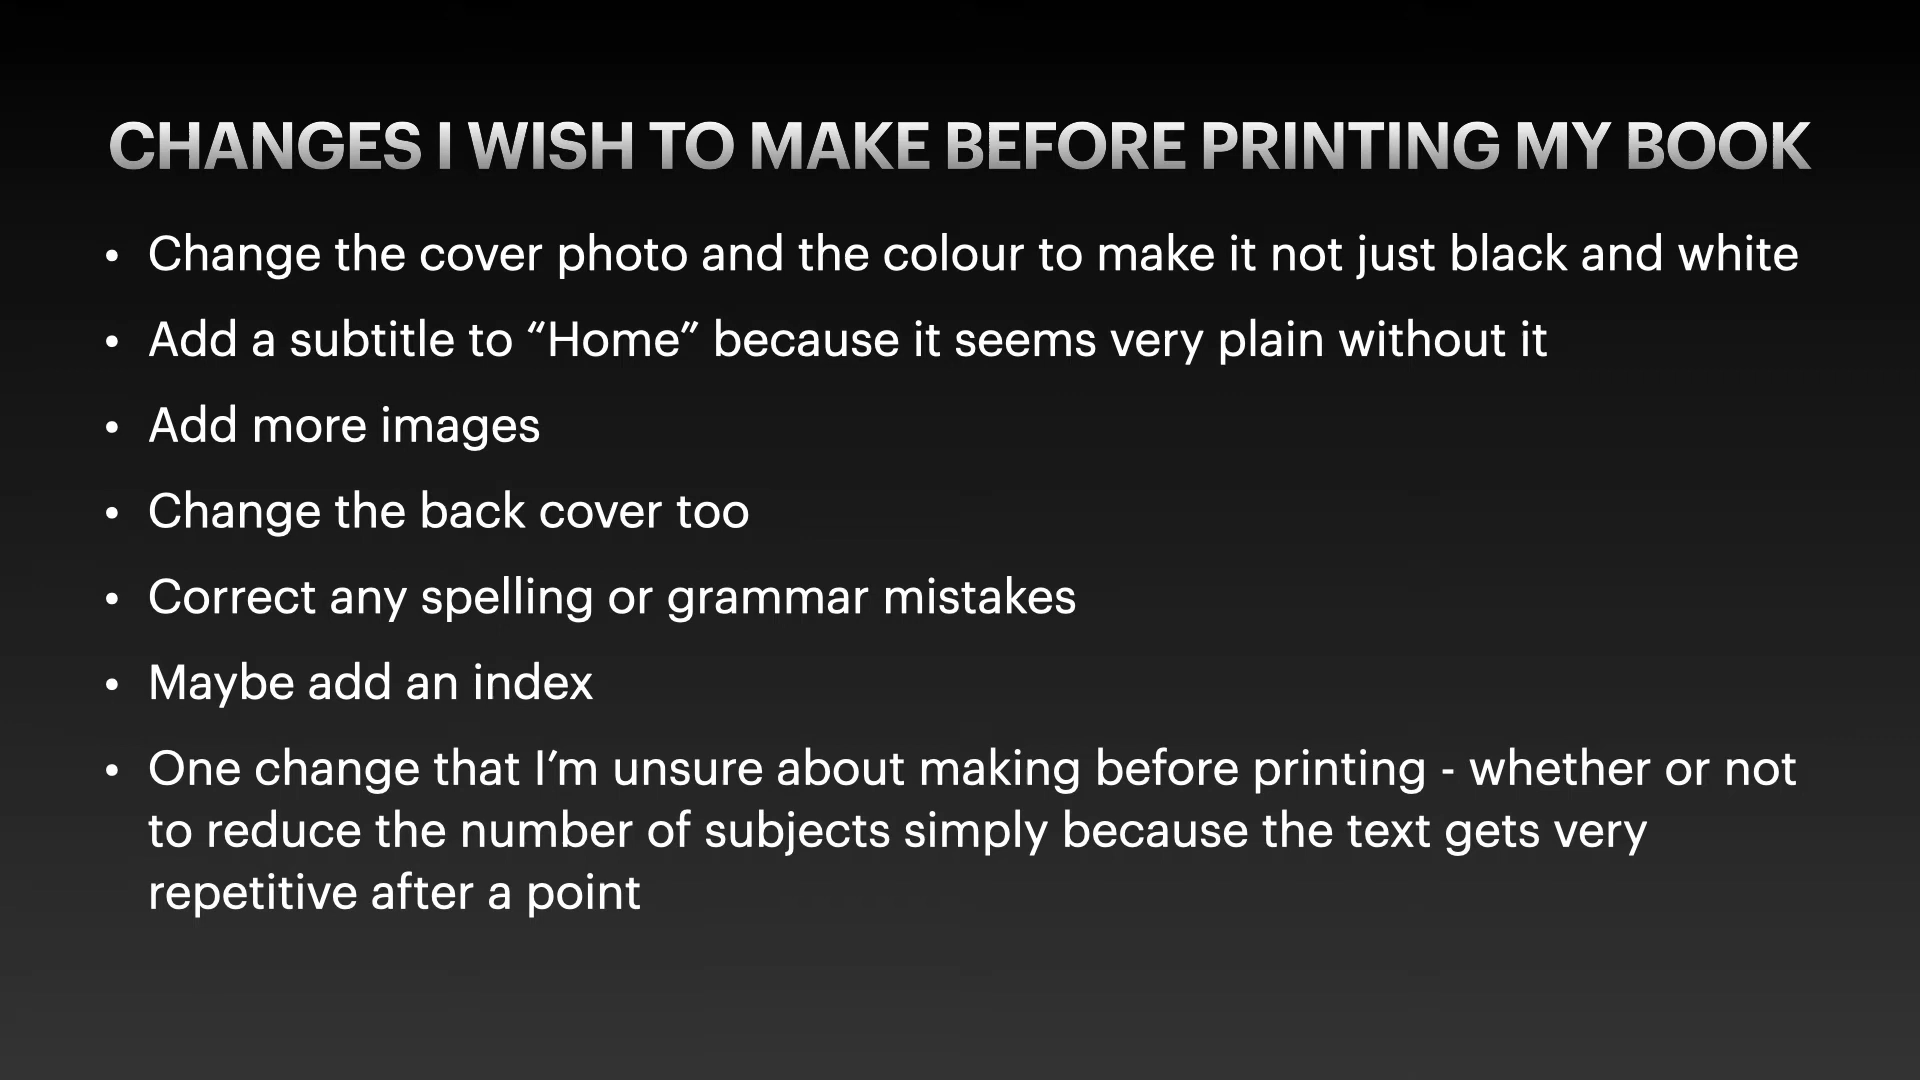 CHANGES I WISH TO MAKE BEFORE PRINTING MY BOOK
• Change the cover photo and the colour to make it not just black and white
• Add a subtitle to “Home” because it seems very plain without it
• Add more images
• Change the back cover too
• Correct any spelling or grammar mistakes
• Maybe add an index
• One change that I’m unsure about making before printing - whether or not
to reduce the number of subjects simply because the text gets very
repetitive after a point